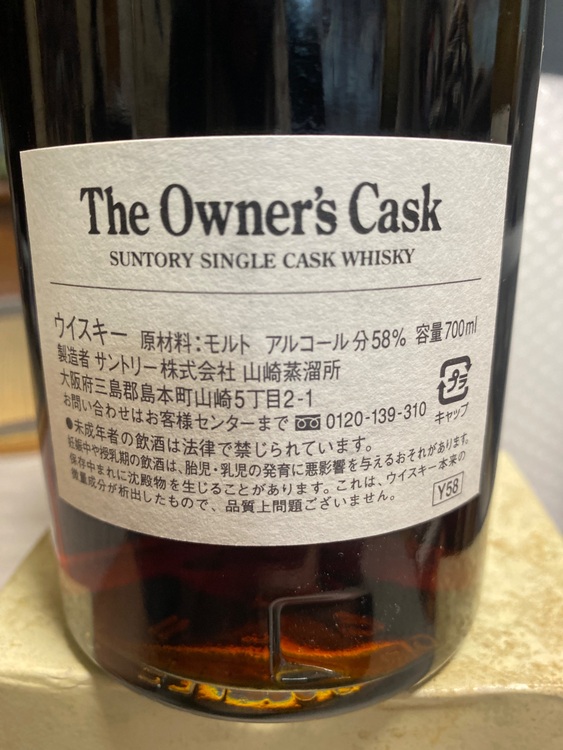 The Owner's Cask
SUNTORY SINGLE CASK WHISKY
ウイスキー 原材料:モルト アルコール分58% 容量700ml
製造者 サントリー株式会社 山崎蒸溜所
大阪府三島郡島本町山崎5丁目2-1
お問い合わせはお客様センターまで 0120-139-310
プラ
キャップ
●未成年者の飲酒は法律で禁じられています。
妊娠中や授乳期の飲酒は、胎児・乳児の発育に悪影響を与えるおそれがあります。
保存中まれに沈殿物を生じることがあります。これは、ウイスキー本来の
微量成分が析出したもので、品質上問題ございません。
Y58